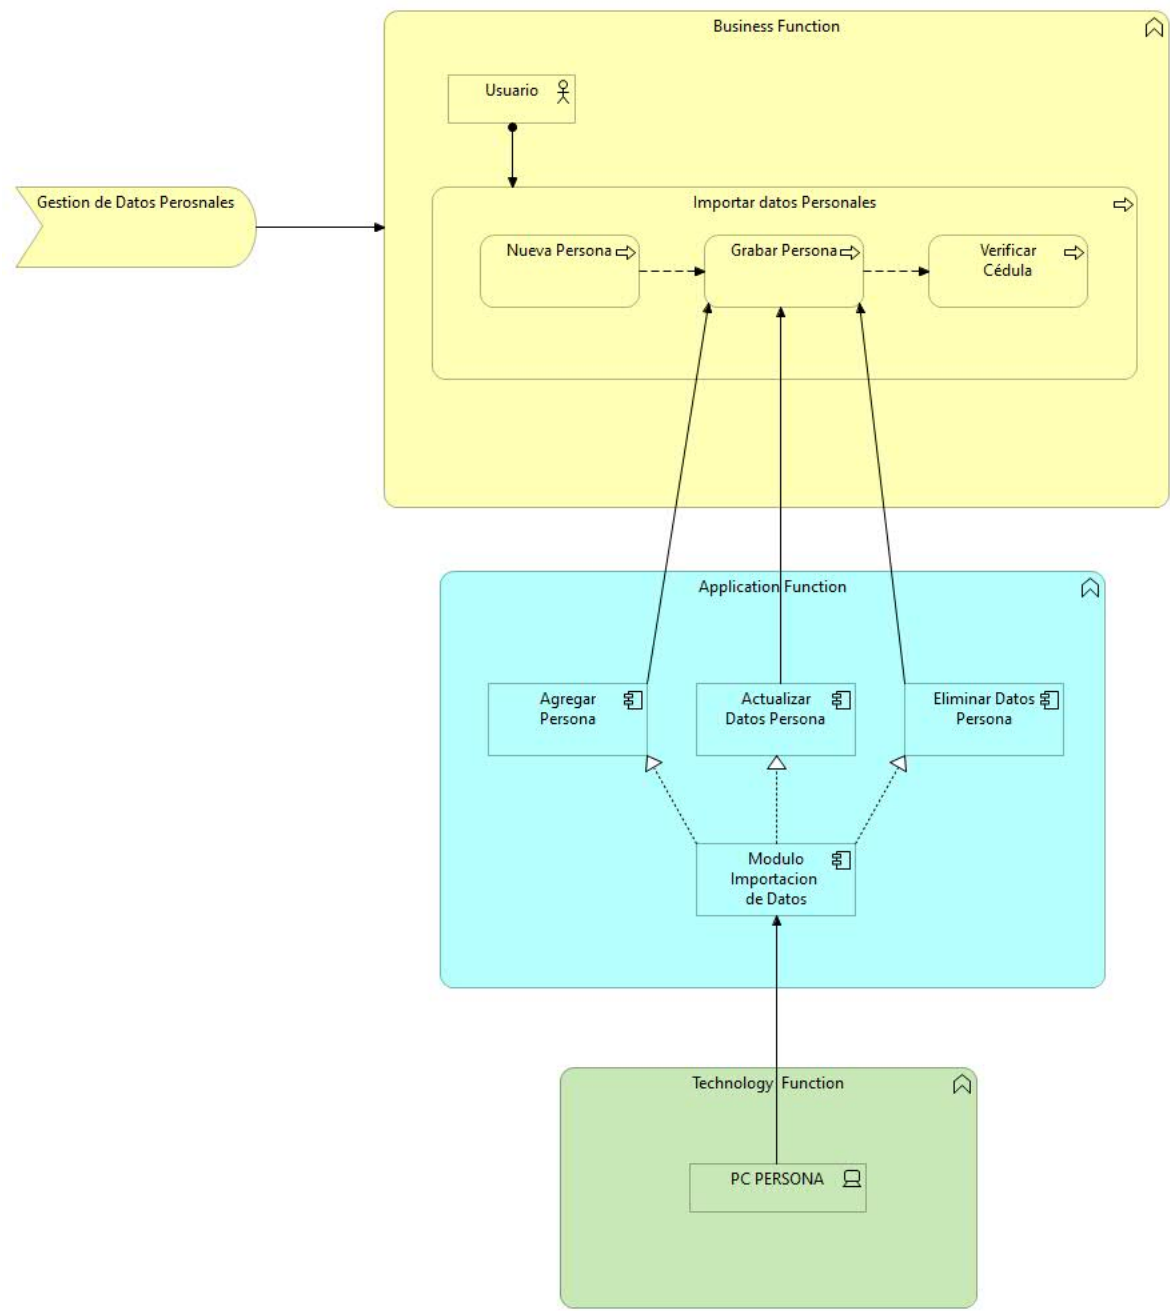 Business Function
Usuario
Gestion de Datos Perosnales
Importar datos Personales
Nueva Persona
Grabar Persona
Verificar
Cédula
Application Function
Agregar
Persona
Actualizar
Datos Persona
Eliminar Datos
Persona
Modulo
Importacion
de Datos
Technology Function
PC PERSONA